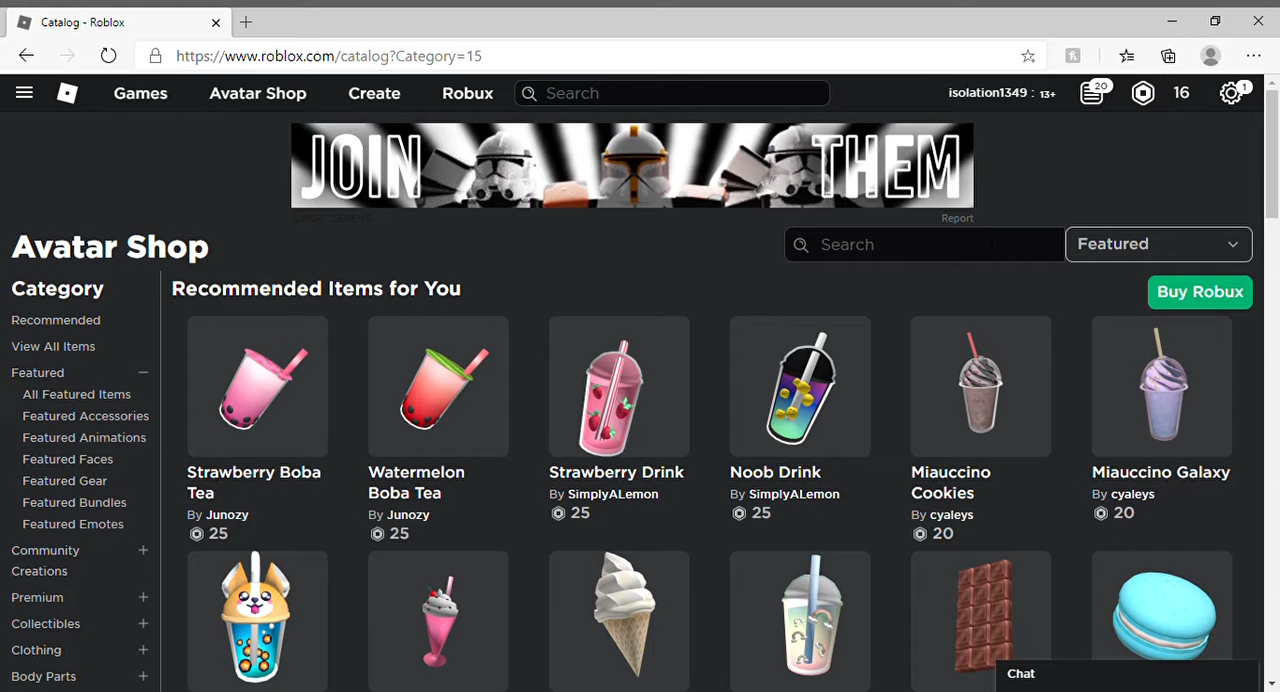 Catalog - Roblox
https://www.roblox.com/catalog?Category=15
Games
Avatar Shop
Create
Robux
Search
isolation1349 : 13+
20
16
1
JOIN THEM
ADVERTISEMENT
Report
Avatar Shop
Search
Featured
Category
Recommended
View All Items
Featured
All Featured Items
Featured Accessories
Featured Animations
Featured Faces
Featured Gear
Featured Bundles
Featured Emotes
Community
Creations
Premium
Collectibles
Clothing
Body Parts
Recommended Items for You
Buy Robux
Strawberry Boba
Tea
By Junozy
25
Watermelon
Boba Tea
By Junozy
25
Strawberry Drink
By SimplyALemon
25
Noob Drink
By SimplyALemon
25
Miauccino
Cookies
By cyaleys
20
Miauccino Galaxy
By cyaleys
20
Chat